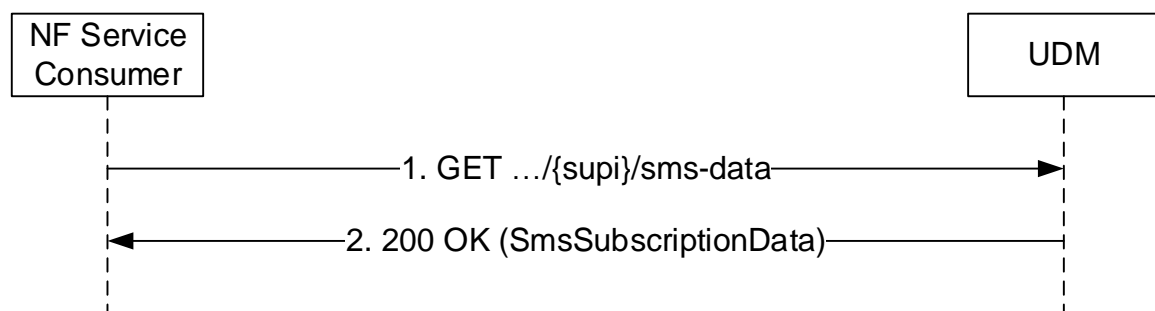 NF Service
Consumer
UDM
1. GET …/{supi}/sms-data
2. 200 OK (SmsSubscriptionData)